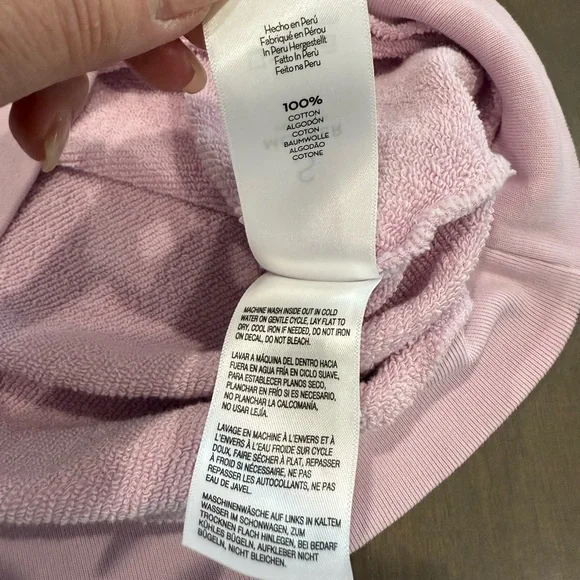 Hecho en Perú
Fabriqué en Pérou
In Peru Hergestellt
Fatto In Perú
Feito na Peru
100%
COTTON
ALGODÓN
COTON
BAUMWOLLE
ALGODÃO
COTONE
MACHINE WASH INSIDE OUT IN COLD
WATER ON GENTLE CYCLE, LAY FLAT TO
DRY, COOL IRON IF NEEDED, DO NOT IRON
ON DECAL, DO NOT BLEACH.
LAVAR A MÁQUINA DEL DENTRO HACIA
FUERA EN AGUA FRÍA EN CICLO SUAVE,
PARA ESTABLECER PLANOS SECO,
PLANCHAR EN FRÍO SI ES NECESARIO,
NO PLANCHAR LA CALCOMANÍA,
NO USAR LEJÍA.
LAVAGE EN MACHINE À L'ENVERS ET À
L'ENVERS À L'EAU FROIDE SUR CYCLE
DOUX, FAIRE SÉCHER À PLAT, REPASSER
À FROID SI NÉCESSAIRE, NE PAS
REPASSER LES AUTOCOLLANTS, NE PAS
EAU DE JAVEL.
MASCHINENWÄSCHE AUF LINKS IN KALTEM
WASSER IM SCHONWAGEN, ZUM
TROCKNEN FLACH HINLEGEN, BEI BEDARF
KÜHLES BÜGELN, AUFKLEBER NICHT
BÜGELN, NICHT BLEICHEN.